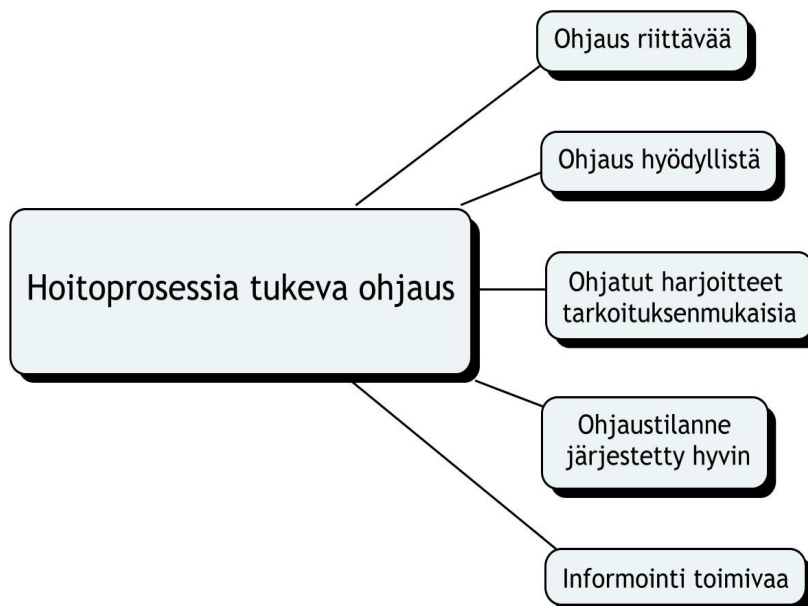 Ohjaus riittävää
Ohjaus hyödyllistä
Hoitoprosessia tukeva ohjaus
Ohjatut harjoitteet
tarkoituksenmukaisia
Ohjaustilanne
järjestetty hyvin
Informointi toimivaa